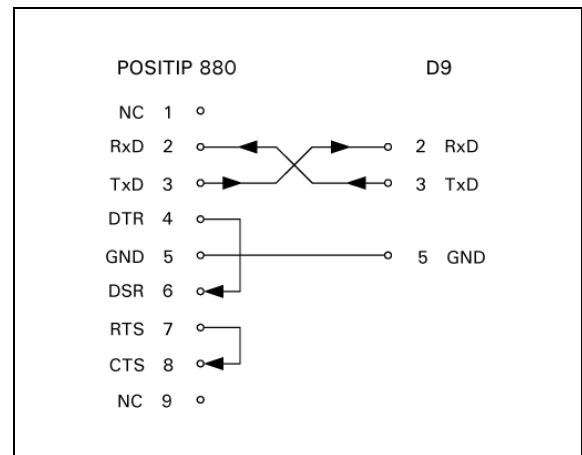 POSITIP 880 D9
NC 1
RxD 2 2 RxD
TxD 3 3 TxD
DTR 4
GND 5 5 GND
DSR 6
RTS 7
CTS 8
NC 9